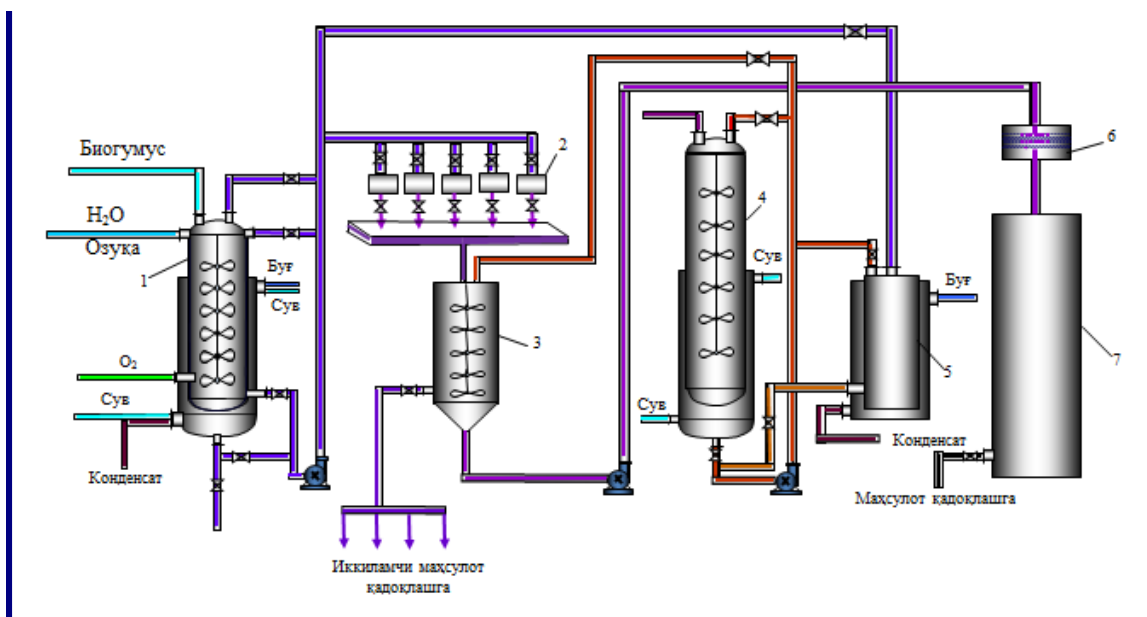 Биогумус
H₂O
Озуқа
1
Буғ
Сув
O₂
Сув
Конденсат
2
3
Иккиламчи маҳсулот
қадоқлашга
4
Сув
Сув
Буғ
5
Конденсат
6
7
Маҳсулот қадоқлашга